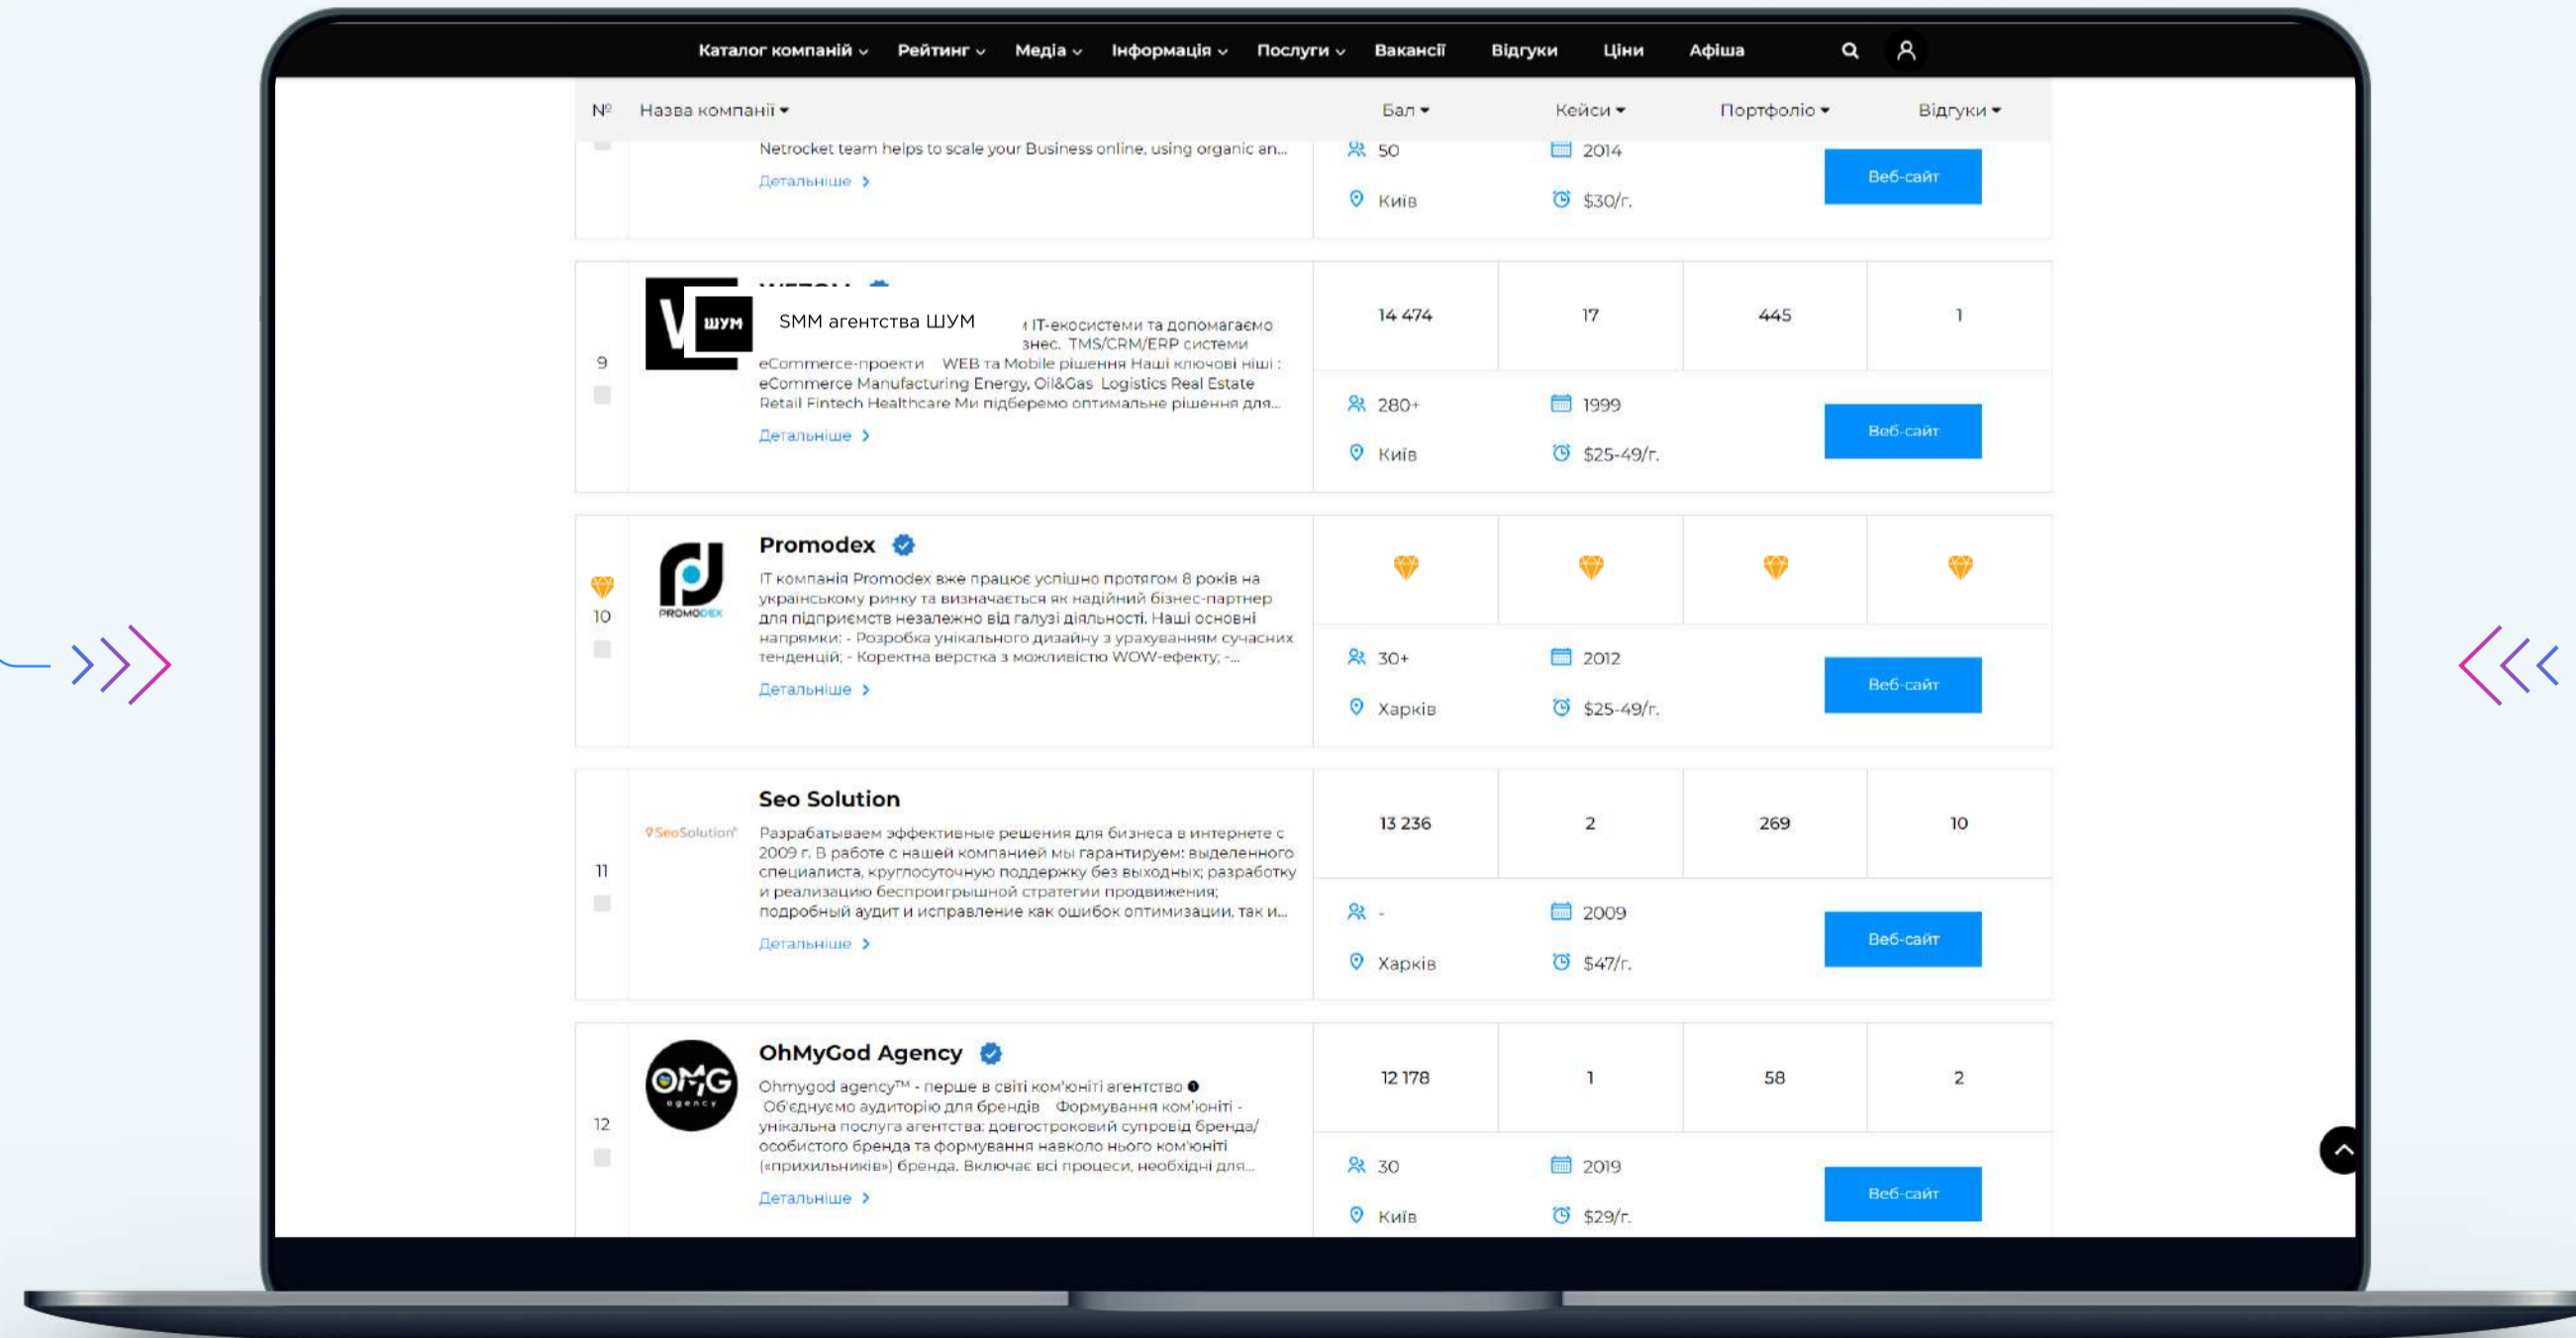 Каталог компаній Рейтинг Медіа Інформація Послуги Вакансії Відгуки Ціни Афіша
№ Назва компанії Бал Кейси Портфоліо Відгуки
Netrocket team helps to scale your Business online, using organic an...
Детальніше
50 2014
Веб-сайт
Київ $30/г.
9
ШУМ
SMM агентства ШУМ
ІТ-екосистеми та допомагаємо
знес. TMS/CRM/ERP системи
eCommerce-проекти WEB та Mobile рішення Наші ключові ніші :
eCommerce Manufacturing Energy, Oil&Gas Logistics Real Estate
Retail Fintech Healthcare Ми підберемо оптимальне рішення для...
Детальніше
14 474 17 445 1
280+ 1999
Веб-сайт
Київ $25-49/г.
10
PROMODEX
Promodex
ІТ компанія Promodex вже працює успішно протягом 8 років на
українському ринку та визначається як надійний бізнес-партнер
для підприємств незалежно від галузі діяльності. Наші основні
напрямки: - Розробка унікального дизайну з урахуванням сучасних
тенденцій; - Коректна верстка з можливістю WOW-ефекту; -...
Детальніше
30+ 2012
Веб-сайт
Харків $25-49/г.
11
SeoSolution
Seo Solution
Разрабатываем эффективные решения для бизнеса в интернете с
2009 г. В работе с нашей компанией мы гарантируем: выделенного
специалиста, круглосуточную поддержку без выходных; разработку
и реализацию беспроигрышной стратегии продвижения;
подробный аудит и исправление как ошибок оптимизации, так и...
Детальніше
13 236 2 269 10
- 2009
Веб-сайт
Харків $47/г.
12
OMG
agency
OhMyGod Agency
Ohmygod agency™ - перше в світі ком'юніті агентство ❶
Об'єднуємо аудиторію для брендів Формування ком'юніті -
унікальна послуга агентства: довгостроковий супровід бренда/
особистого бренда та формування навколо нього ком'юніті
(«прихильників») бренда. Включає всі процеси, необхідні для...
Детальніше
12 178 1 58 2
30 2019
Веб-сайт
Київ $29/г.